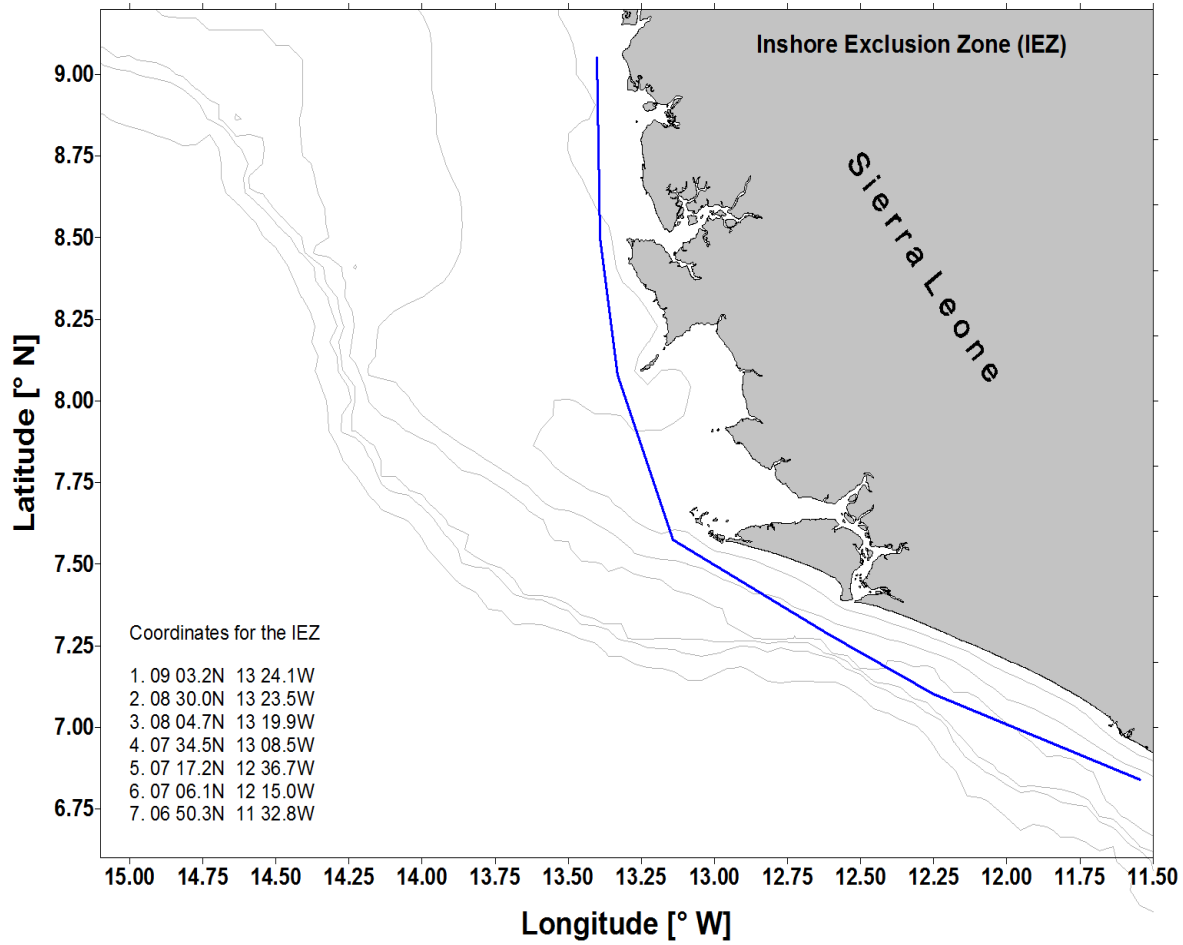 Inshore Exclusion Zone (IEZ)
Sierra Leone
Latitude [° N]
9.00
8.75
8.50
8.25
8.00
7.75
7.50
7.25
7.00
6.75
Coordinates for the IEZ
1. 09 03.2N 13 24.1W
2. 08 30.0N 13 23.5W
3. 08 04.7N 13 19.9W
4. 07 34.5N 13 08.5W
5. 07 17.2N 12 36.7W
6. 07 06.1N 12 15.0W
7. 06 50.3N 11 32.8W
15.00 14.75 14.50 14.25 14.00 13.75 13.50 13.25 13.00 12.75 12.50 12.25 12.00 11.75 11.50
Longitude [° W]